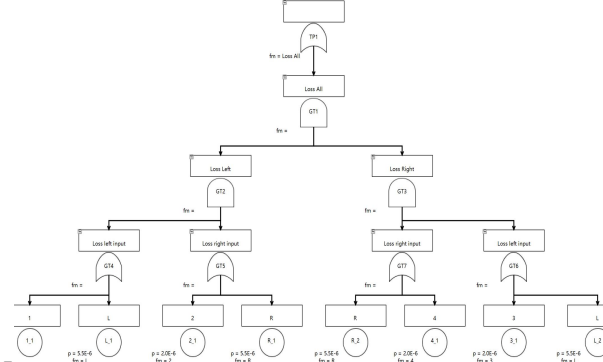 TP1
fm = Loss All
Loss All
GT1
fm =
Loss Left
Loss Right
GT2
GT3
fm =
fm =
Loss left input
Loss right input
Loss right input
Loss left input
GT4
GT5
GT7
GT6
fm =
fm =
fm =
fm =
1
L
2
R
R
4
3
L
1_1
L_1
2_1
R_1
R_2
4_1
3_1
L_2
p = 5.5E-6
p = 2.0E-6
p = 5.5E-6
p = 5.5E-6
p = 2.0E-6
p = 2.0E-6
p = 5.5E-6
fm = L
fm = 2
fm = R
fm = R
fm = 4
fm = 3
fm = L